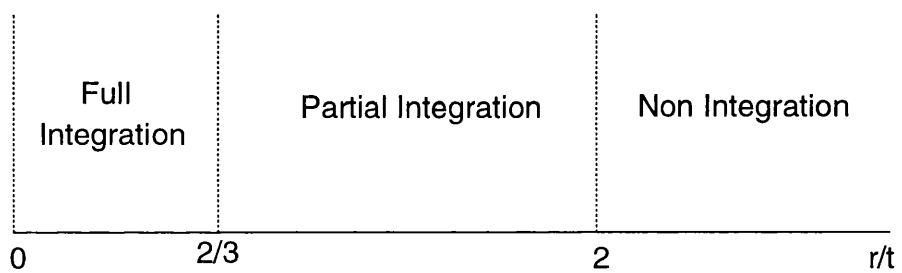 Full
Integration
Partial Integration
Non Integration
0
2/3
2
r/t